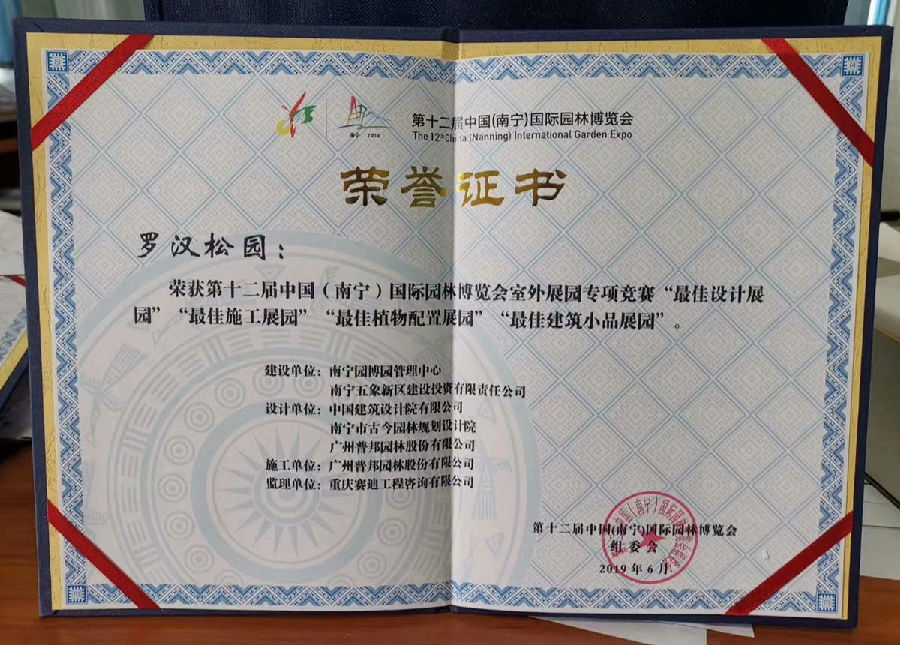 第十二届中国(南宁)国际园林博览会
The 12th China (Nanning) International Garden Expo
南宁 2018
荣誉证书
罗汉松园：
荣获第十二届中国（南宁）国际园林博览会室外展园专项竞赛“最佳设计展
园”“最佳施工展园”“最佳植物配置展园”“最佳建筑小品展园”。
建设单位：南宁园博园管理中心
南宁五象新区建设投资有限责任公司
设计单位：中国建筑设计院有限公司
南宁市古今园林规划设计院
广州普邦园林股份有限公司
施工单位：广州普邦园林股份有限公司
监理单位：重庆赛迪工程咨询有限公司
第十二届中国(南宁)国际园林博览会
组委会
2019年6月